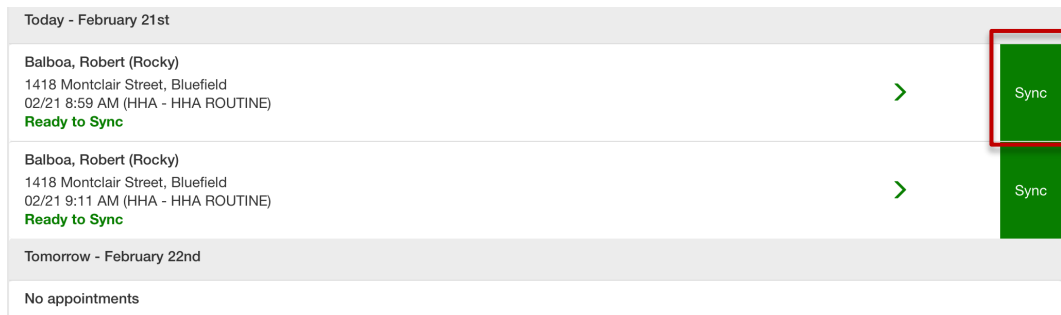 Today - February 21st
Balboa, Robert (Rocky)
1418 Montclair Street, Bluefield
02/21 8:59 AM (HHA - HHA ROUTINE)
Ready to Sync
Sync
Balboa, Robert (Rocky)
1418 Montclair Street, Bluefield
02/21 9:11 AM (HHA - HHA ROUTINE)
Ready to Sync
Sync
Tomorrow - February 22nd
No appointments